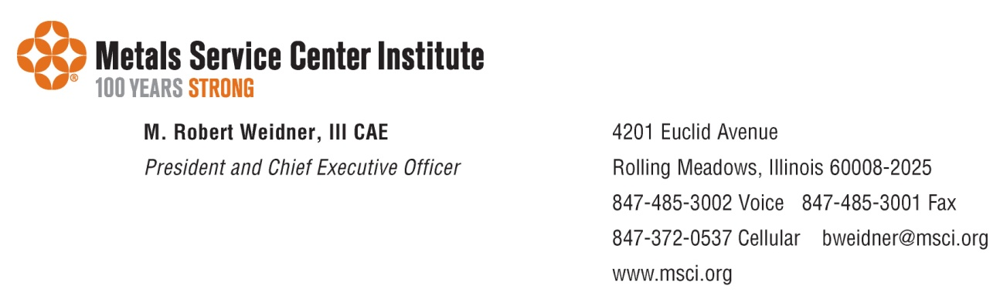 Metals Service Center Institute
®
100 YEARS STRONG
M. Robert Weidner, III CAE
President and Chief Executive Officer
4201 Euclid Avenue
Rolling Meadows, Illinois 60008-2025
847-485-3002 Voice 847-485-3001 Fax
847-372-0537 Cellular bweidner@msci.org
www.msci.org